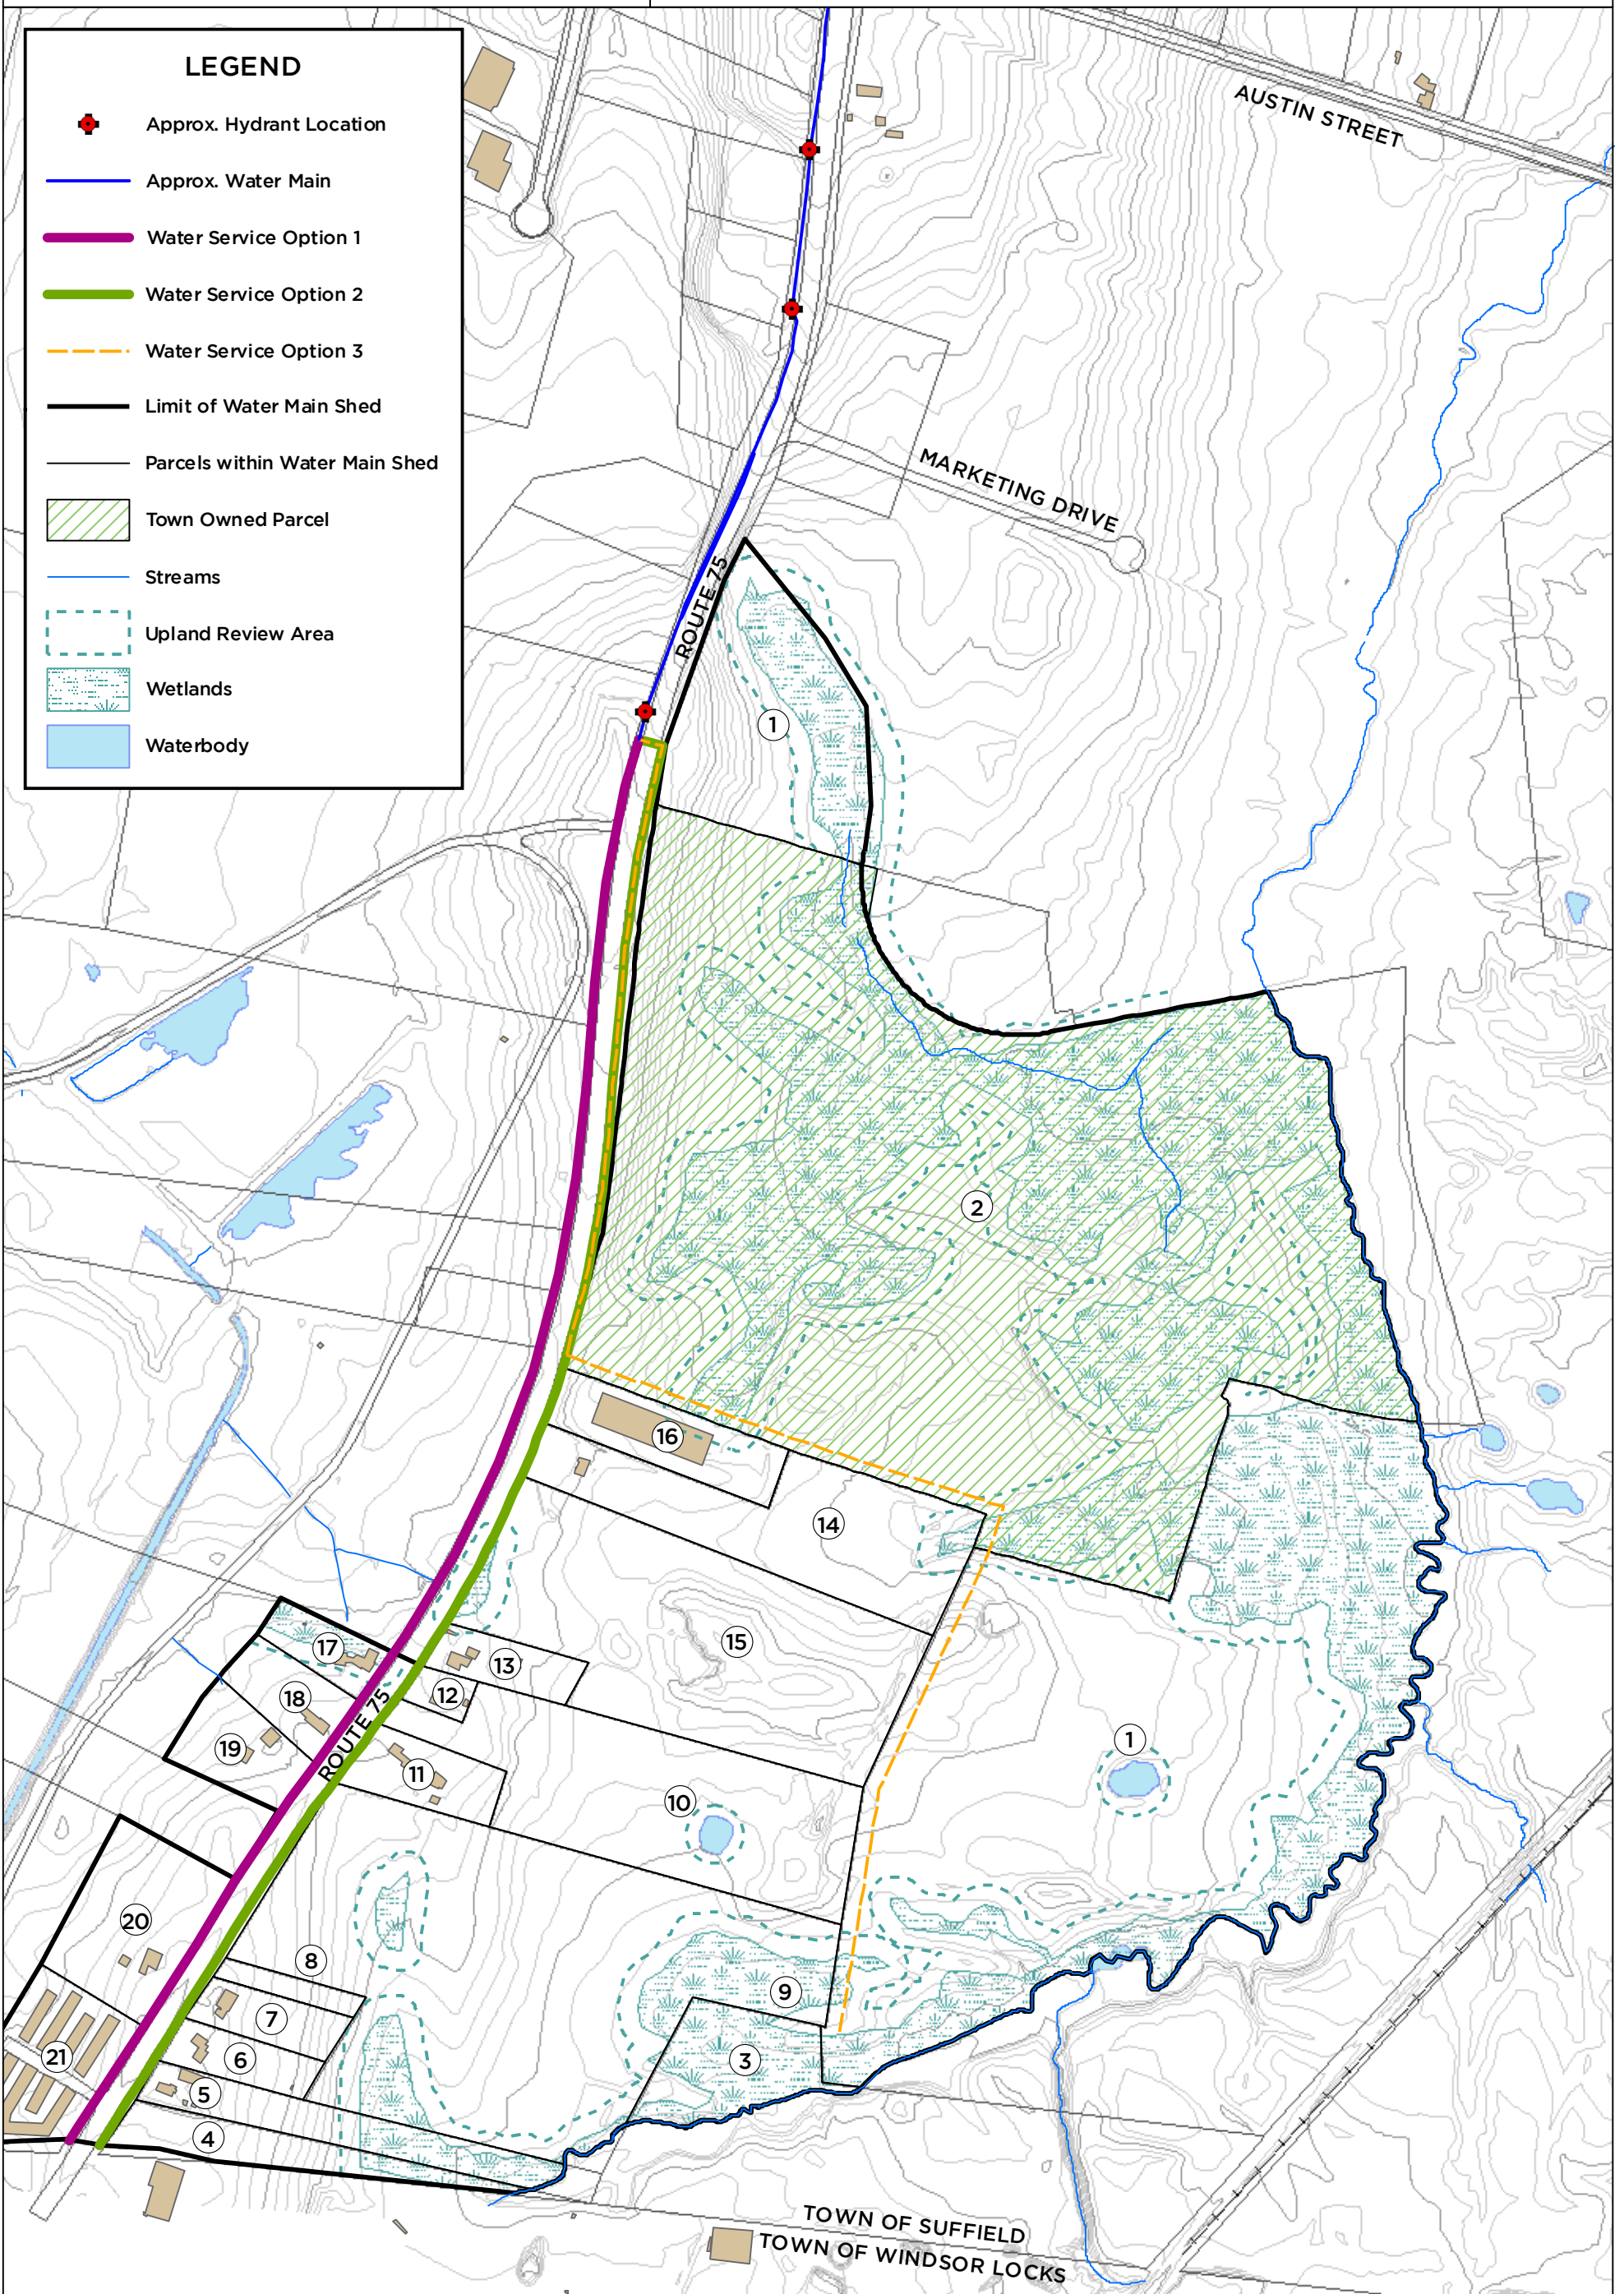 LEGEND
Approx. Hydrant Location
Approx. Water Main
Water Service Option 1
Water Service Option 2
Water Service Option 3
Limit of Water Main Shed
Parcels within Water Main Shed
Town Owned Parcel
Streams
Upland Review Area
Wetlands
Waterbody
AUSTIN STREET
MARKETING DRIVE
ROUTE 75
1
2
16
14
15
17
13
12
18
19
ROUTE 75
11
1
10
20
8
9
7
6
21
3
5
4
TOWN OF SUFFIELD
TOWN OF WINDSOR LOCKS